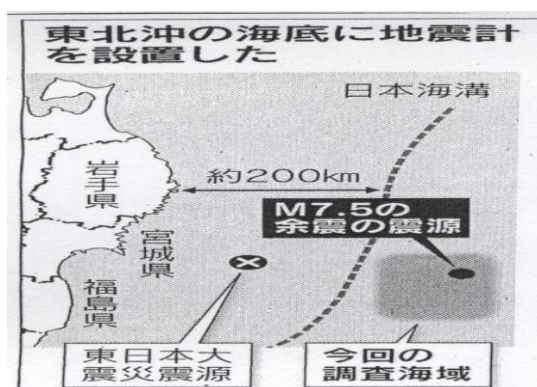 東北沖の海底に地震計
を設置した
日本海溝
岩手県
約200km
M7.5の
余震の震源
宮城県
福島県
東日本大
震災震源
今回の
調査海域